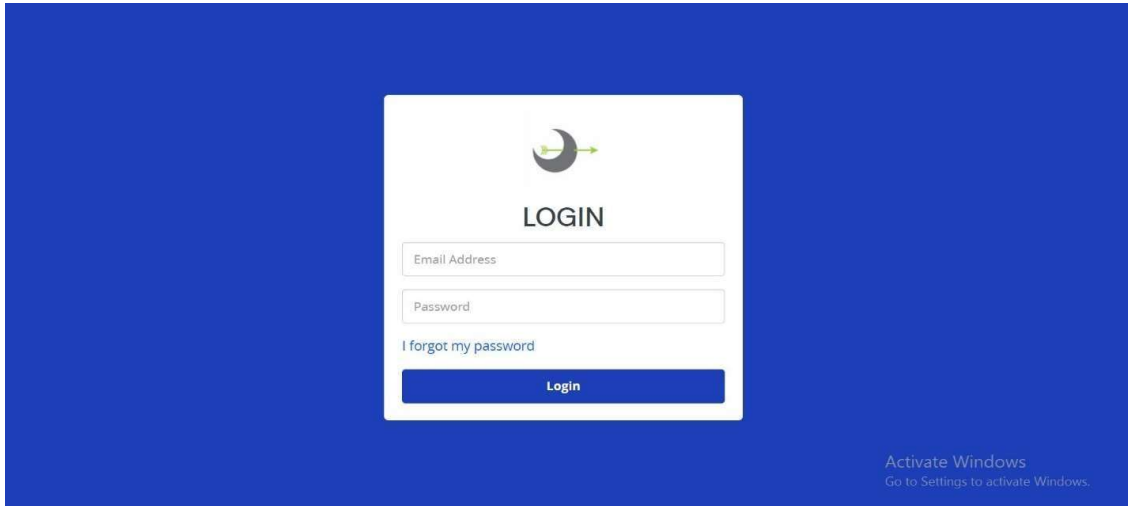 LOGIN
Email Address
Password
I forgot my password
Login
Activate Windows
Go to Settings to activate Windows.